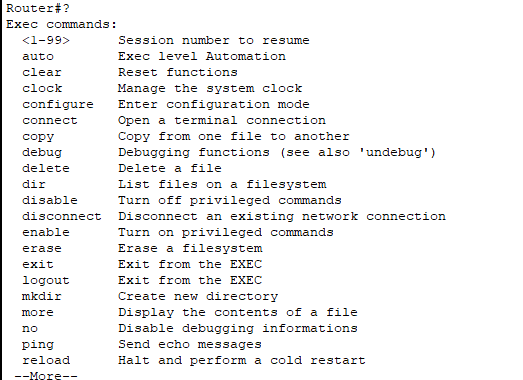 Router#?
Exec commands:
  <1-99>      Session number to resume
  auto        Exec level Automation
  clear       Reset functions
  clock       Manage the system clock
  configure   Enter configuration mode
  connect     Open a terminal connection
  copy        Copy from one file to another
  debug       Debugging functions (see also 'undebug')
  delete      Delete a file
  dir         List files on a filesystem
  disable     Turn off privileged commands
  disconnect  Disconnect an existing network connection
  enable      Turn on privileged commands
  erase       Erase a filesystem
  exit        Exit from the EXEC
  logout      Exit from the EXEC
  mkdir       Create new directory
  more        Display the contents of a file
  no          Disable debugging informations
  ping        Send echo messages
  reload      Halt and perform a cold restart
 --More--